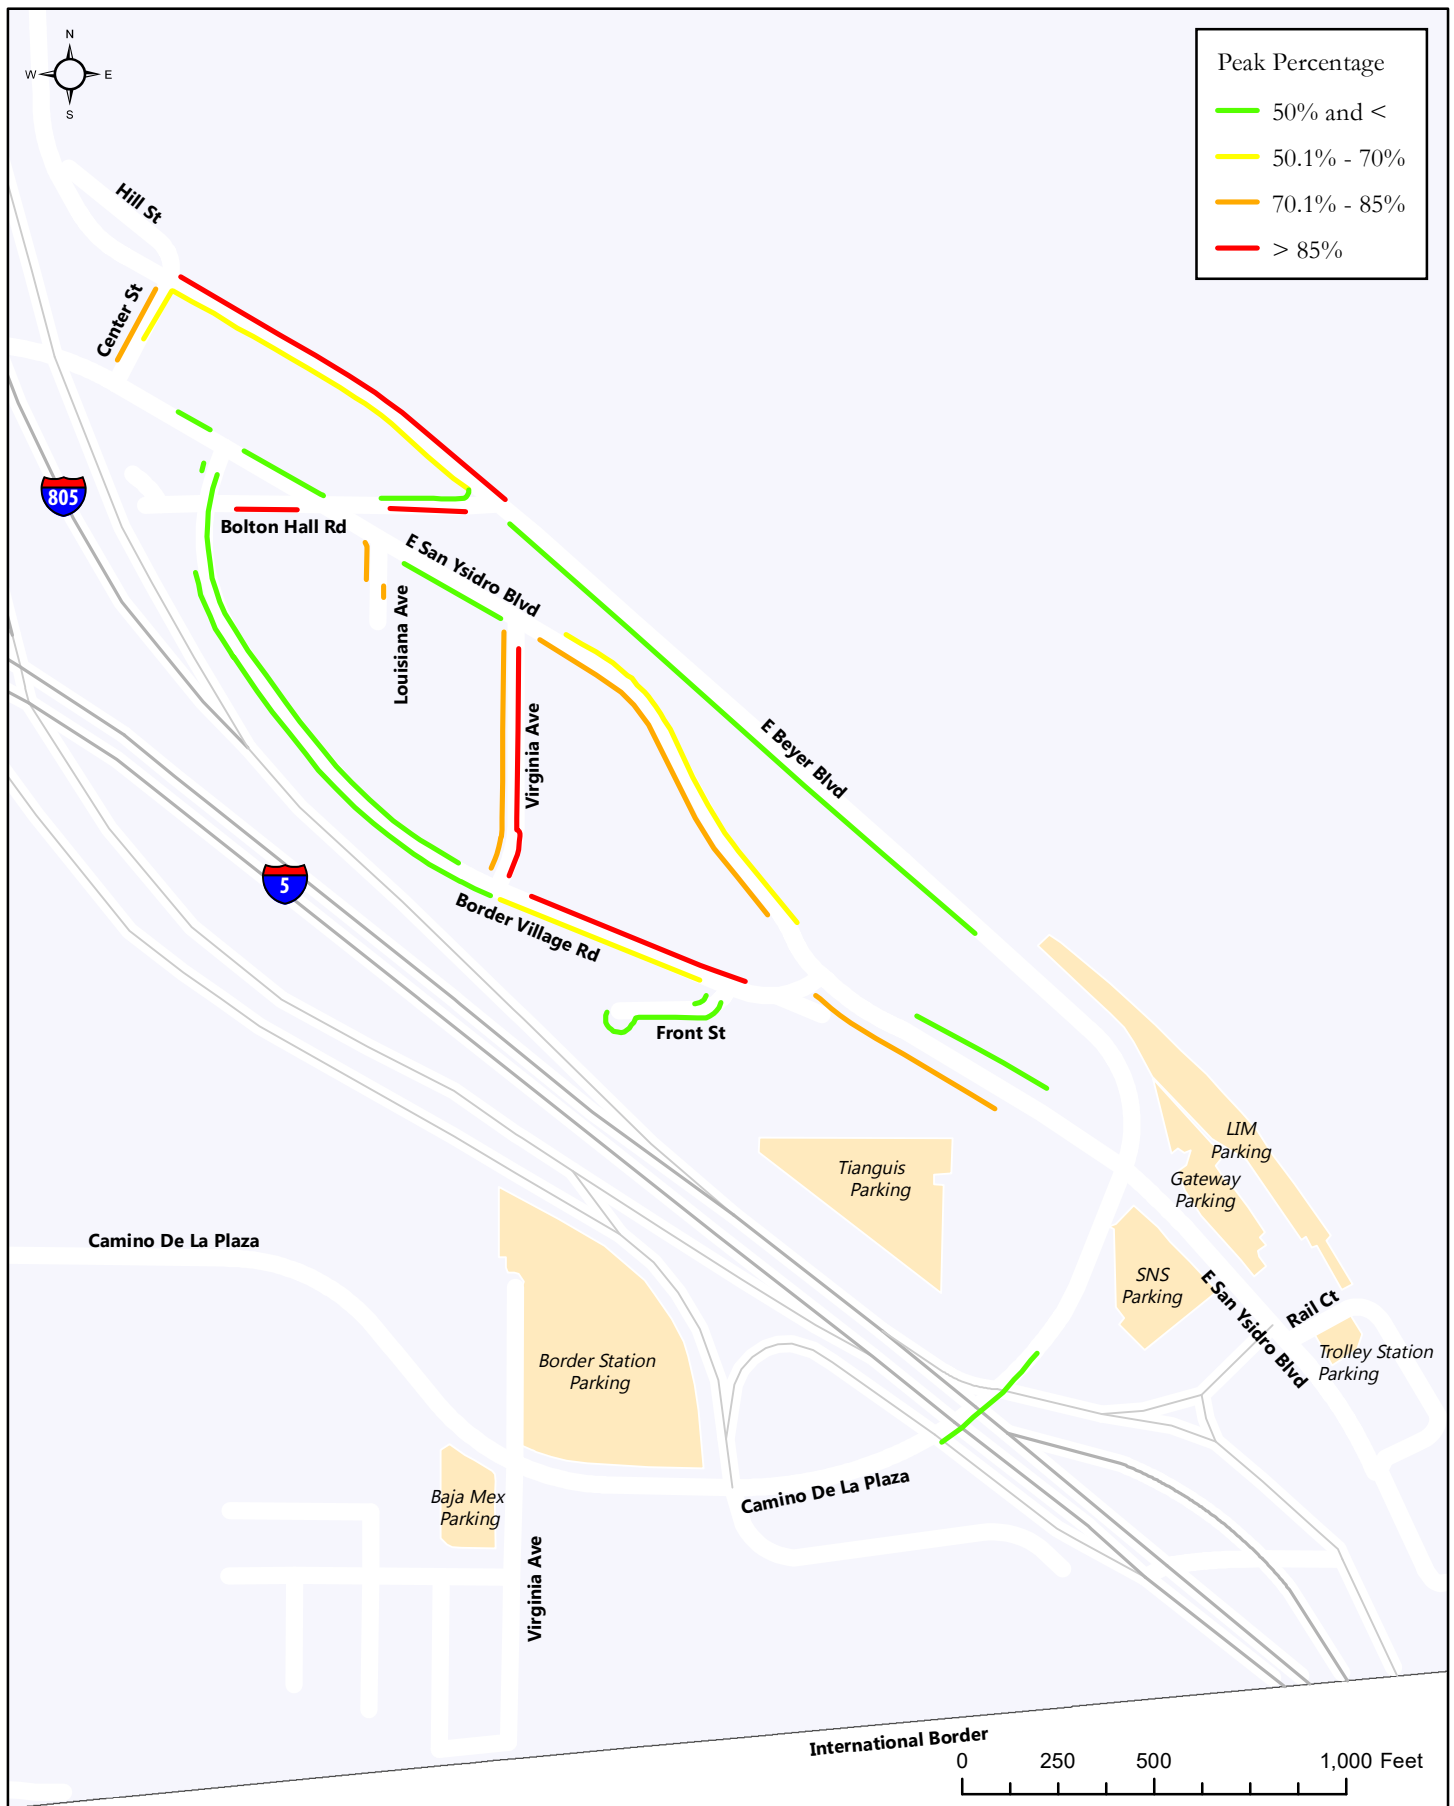 N
W
E
S
Peak Percentage
50% and <
50.1% - 70%
70.1% - 85%
> 85%
Hill St
Center St
805
Bolton Hall Rd
E San Ysidro Blvd
Louisiana Ave
Virginia Ave
E Beyer Blvd
5
Border Village Rd
Front St
LIM
Parking
Tianguis
Parking
Gateway
Parking
Camino De La Plaza
SNS
Parking
E San Ysidro Blvd
Rail Ct
Trolley Station
Parking
Border Station
Parking
Baja Mex
Parking
Camino De La Plaza
Virginia Ave
International Border
0
250
500
1,000 Feet